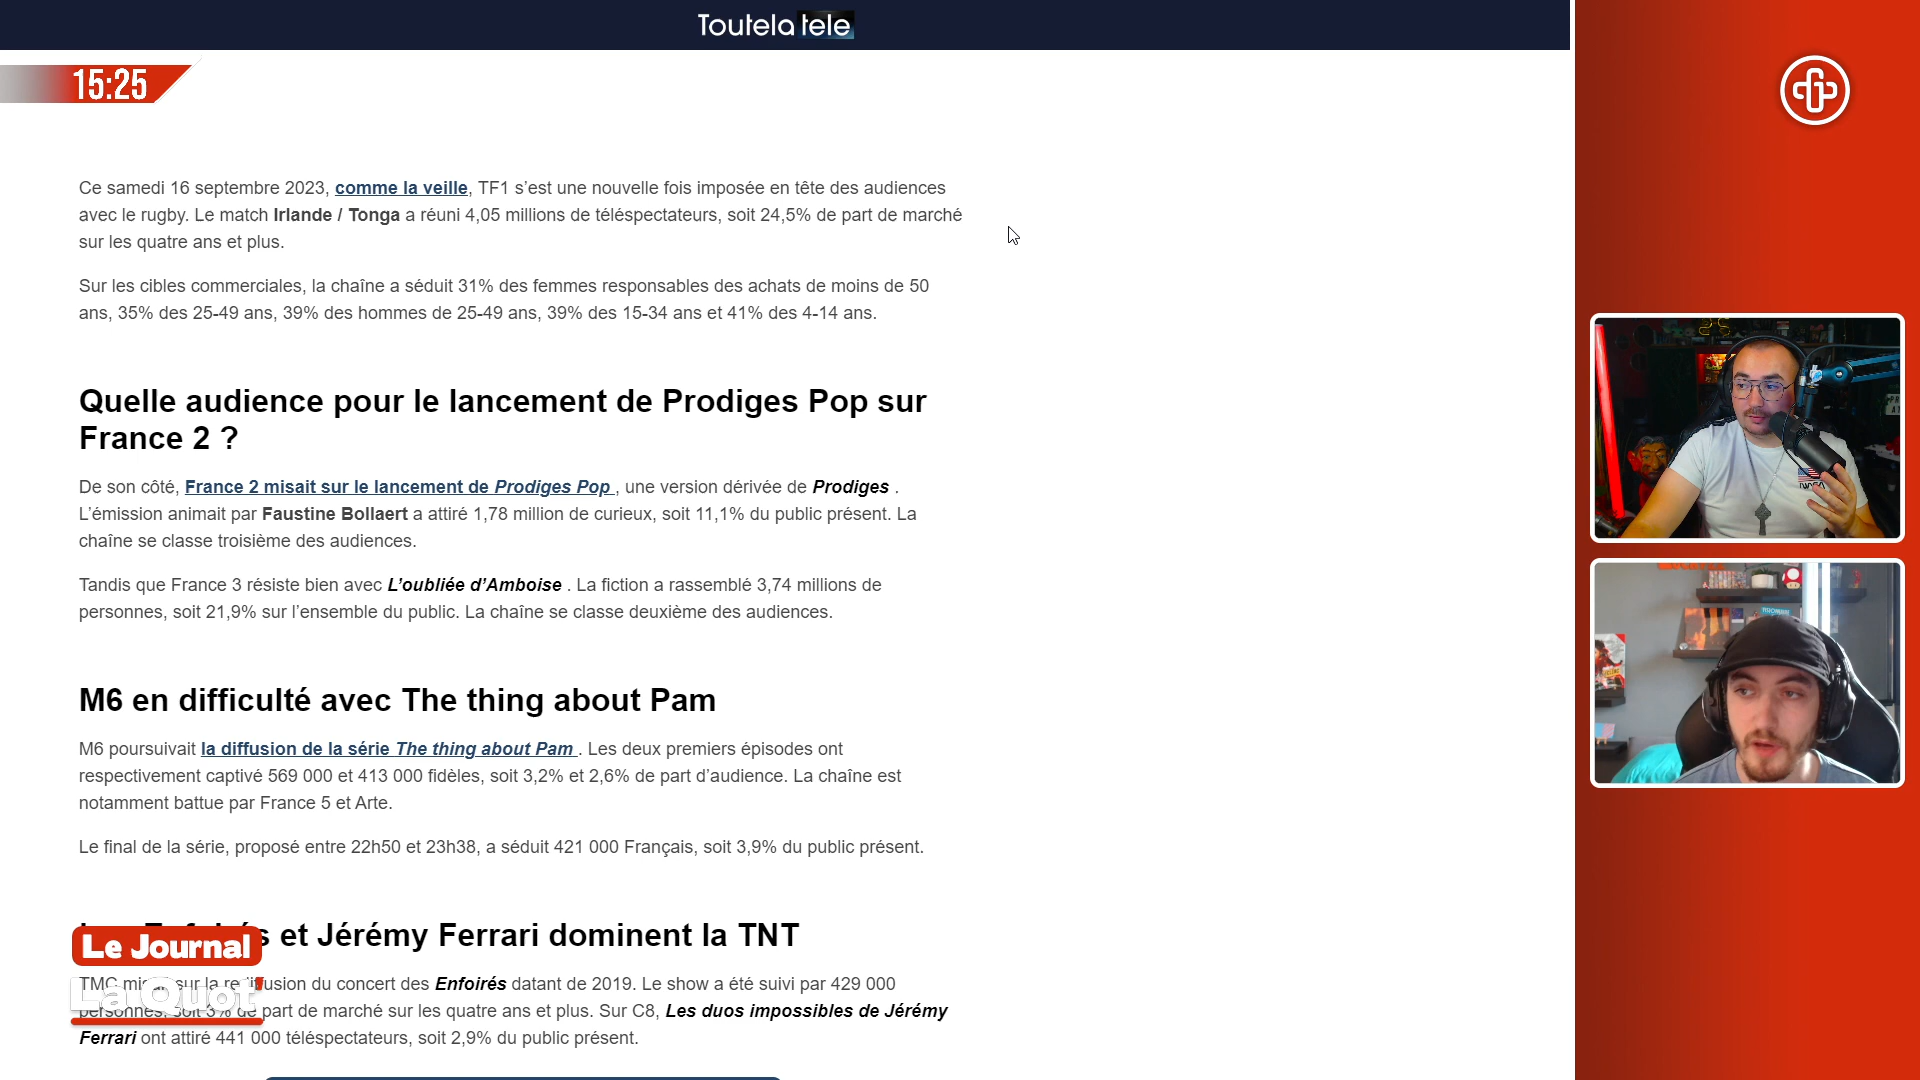 Toutela tele
15:25
Ce samedi 16 septembre 2023, comme la veille, TF1 s’est une nouvelle fois imposée en tête des audiences
avec le rugby. Le match Irlande / Tonga a réuni 4,05 millions de téléspectateurs, soit 24,5% de part de marché
sur les quatre ans et plus.
Sur les cibles commerciales, la chaîne a séduit 31% des femmes responsables des achats de moins de 50
ans, 35% des 25-49 ans, 39% des hommes de 25-49 ans, 39% des 15-34 ans et 41% des 4-14 ans.
Quelle audience pour le lancement de Prodiges Pop sur
France 2 ?
De son côté, France 2 misait sur le lancement de Prodiges Pop , une version dérivée de Prodiges .
L’émission animait par Faustine Bollaert a attiré 1,78 million de curieux, soit 11,1% du public présent. La
chaîne se classe troisième des audiences.
Tandis que France 3 résiste bien avec L’oubliée d’Amboise . La fiction a rassemblé 3,74 millions de
personnes, soit 21,9% sur l’ensemble du public. La chaîne se classe deuxième des audiences.
M6 en difficulté avec The thing about Pam
M6 poursuivait la diffusion de la série The thing about Pam . Les deux premiers épisodes ont
respectivement captivé 569 000 et 413 000 fidèles, soit 3,2% et 2,6% de part d’audience. La chaîne est
notamment battue par France 5 et Arte.
Le final de la série, proposé entre 22h50 et 23h38, a séduit 421 000 Français, soit 3,9% du public présent.
et Jérémy Ferrari dominent la TNT
Le Journal
TMC sur la du concert des Enfoirés datant de 2019. Le show a été suivi par 429 000
La Quot'
personnes, soit 3% de part de marché sur les quatre ans et plus. Sur C8, Les duos impossibles de Jérémy
Ferrari ont attiré 441 000 téléspectateurs, soit 2,9% du public présent.
NASA